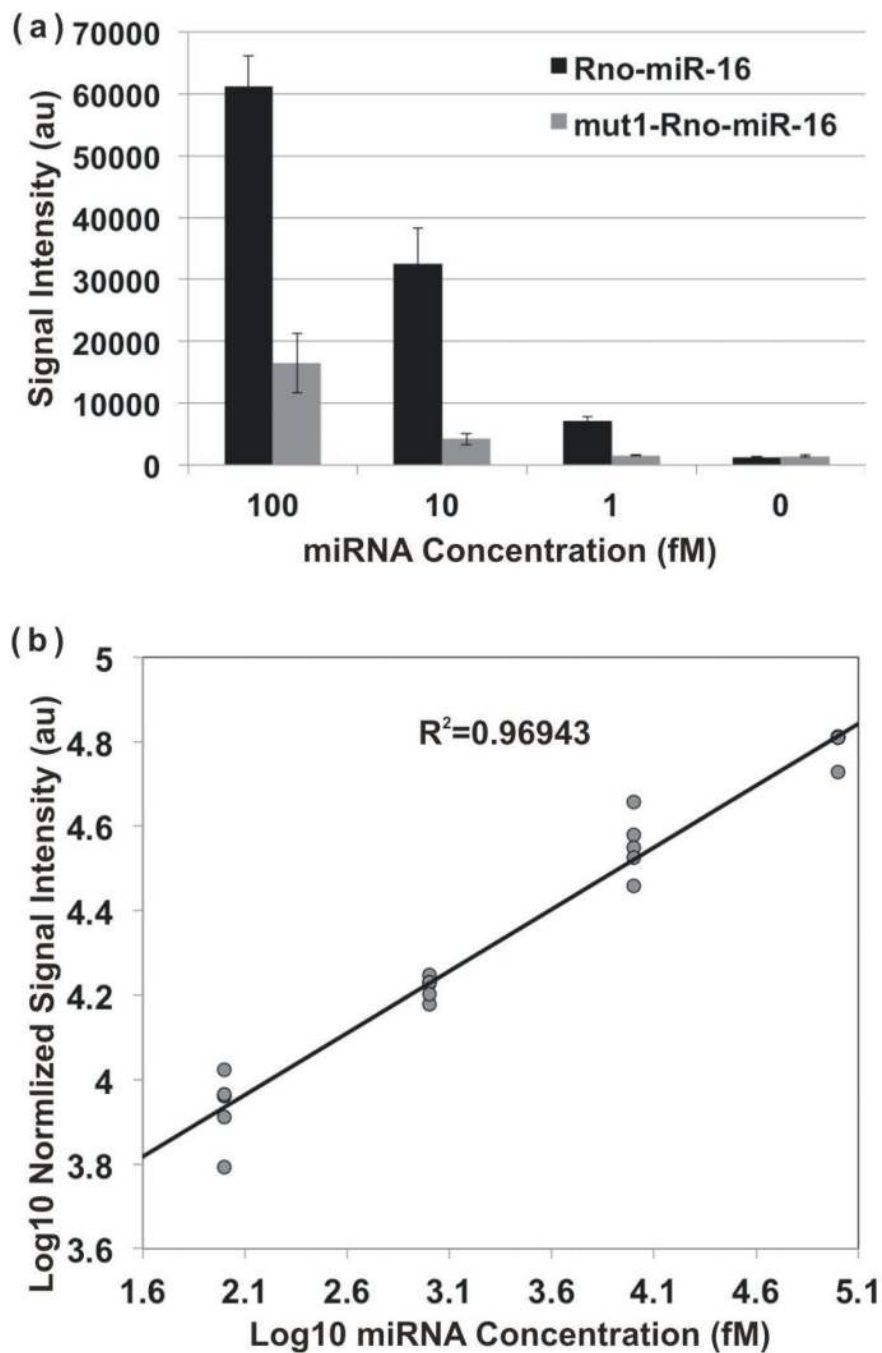 (a)
70000
60000
50000
40000
30000
20000
10000
0
Signal Intensity (au)
Rno-miR-16
mut1-Rno-miR-16
100 10 1 0
miRNA Concentration (fM)
(b)
5
4.8
4.6
4.4
4.2
4
3.8
3.6
Log10 Normlized Signal Intensity (au)
R²=0.96943
1.6 2.1 2.6 3.1 3.6 4.1 4.6 5.1
Log10 miRNA Concentration (fM)